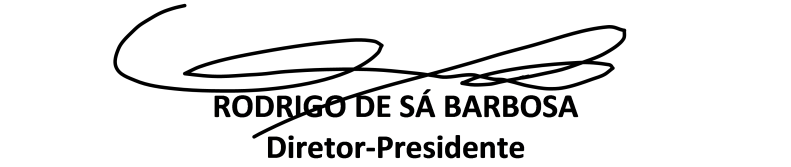 RODRIGO DE SÁ BARBOSA
Diretor-Presidente